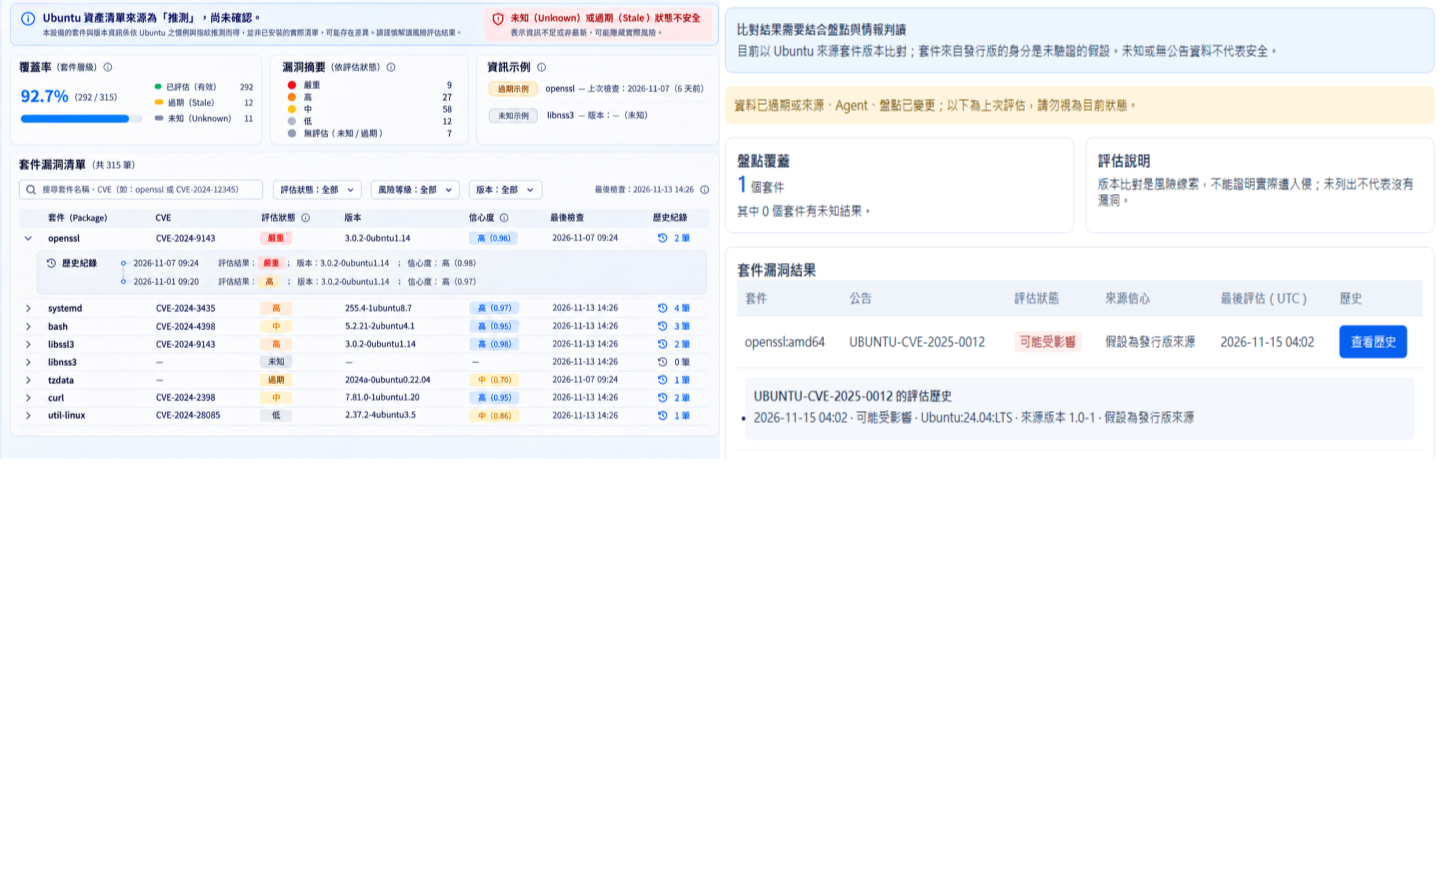 Ubuntu 資產清單來源為「推測」，尚未確認。
本設備的套件與版本資訊係依 Ubuntu 之慣例與指紋推測而得，並非已安裝的實際清單，可能存在差異。請謹慎解讀風險評估結果。
未知（Unknown）或過期（Stale）狀態不安全
表示資訊不足或非最新，可能隱藏實際風險。
覆蓋率（套件層級）
92.7% (292 / 315)
已評估（有效） 292
過期（Stale） 12
未知（Unknown） 11
漏洞摘要（依評估狀態）
嚴重 9
高 27
中 58
低 12
無評估（未知 / 過期） 7
資訊示例
過期示例 openssl — 上次檢查：2026-11-07（6 天前）
未知示例 libnss3 — 版本：—（未知）
套件漏洞清單（共 315 筆）
搜尋套件名稱、CVE（如：openssl 或 CVE-2024-12345）
評估狀態：全部
風險等級：全部
版本：全部
最後檢查：2026-11-13 14:26
套件（Package） CVE 評估狀態 版本 信心度 最後檢查 歷史紀錄
openssl CVE-2024-9143 嚴重 3.0.2-0ubntu1.14 高（0.98） 2026-11-07 09:24 2 筆
歷史紀錄 2026-11-07 09:24 評估結果： 嚴重 ； 版本：3.0.2-0ubuntu1.14 ； 信心度： 高（0.98）
2026-11-01 09:20 評估結果： 高 ； 版本：3.0.2-0ubuntu1.14 ； 信心度： 高（0.97）
systemd CVE-2024-3435 高 255.4-1ubuntu8.7 高（0.97） 2026-11-13 14:26 4 筆
bash CVE-2024-4398 中 5.2.21-2ubuntu4.1 高（0.95） 2026-11-13 14:26 3 筆
libssl3 CVE-2024-9143 高 3.0.2-0ubuntu1.14 高（0.98） 2026-11-13 14:26 2 筆
libnss3 — 未知 — — 2026-11-13 14:26 0 筆
tzdata — 過期 2024a-0ubuntu0.22.04 中（0.70） 2026-11-07 09:24 1 筆
curl CVE-2024-2398 中 7.81.0-1ubuntu1.20 高（0.95） 2026-11-13 14:26 2 筆
util-linux CVE-2024-28085 低 2.37.2-4ubuntu3.5 中（0.86） 2026-11-13 14:26 1 筆
比對結果需要結合盤點與情報判讀
目前以 Ubuntu 來源套件版本比對；套件來自發行版的身分是未驗證的假設。未知或無公告資料不代表安全。
資料已過期或來源、Agent、盤點已變更；以下為上次評估，請勿視為目前狀態。
盤點覆蓋
1 個套件
其中 0 個套件有未知結果。
評估說明
版本比對是風險線索，不能證明實際遭入侵；未列出不代表沒有
漏洞。
套件漏洞結果
套件 公告 評估狀態 來源信心 最後評估 ( UTC ) 歷史
openssl:amd64 UBUNTU-CVE-2025-0012 可能受影響 假設為發行版來源 2026-11-15 04:02 查看歷史
UBUNTU-CVE-2025-0012 的評估歷史
• 2026-11-15 04:02 · 可能受影響 · Ubuntu:24.04:LTS · 來源版本 1.0-1 · 假設為發行版來源